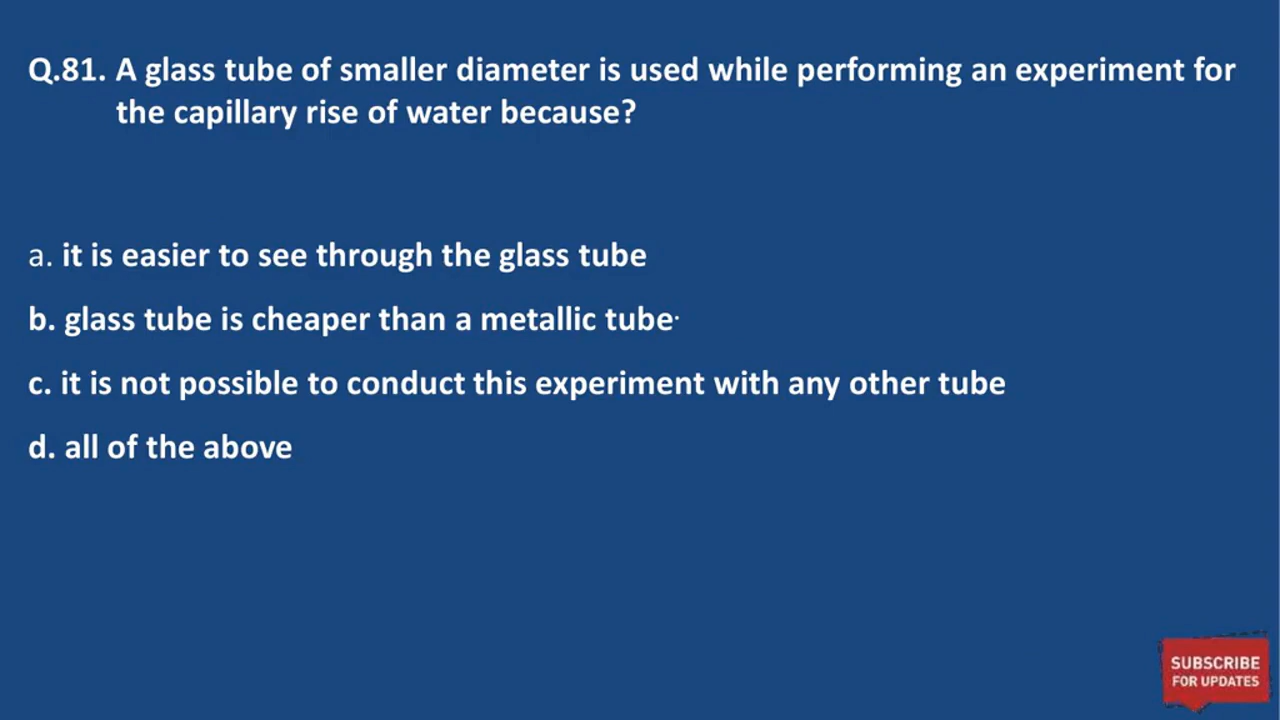 Q.81. A glass tube of smaller diameter is used while performing an experiment for
the capillary rise of water because?
a. it is easier to see through the glass tube
b. glass tube is cheaper than a metallic tube.
c. it is not possible to conduct this experiment with any other tube
d. all of the above
SUBSCRIBE
FOR UPDATES